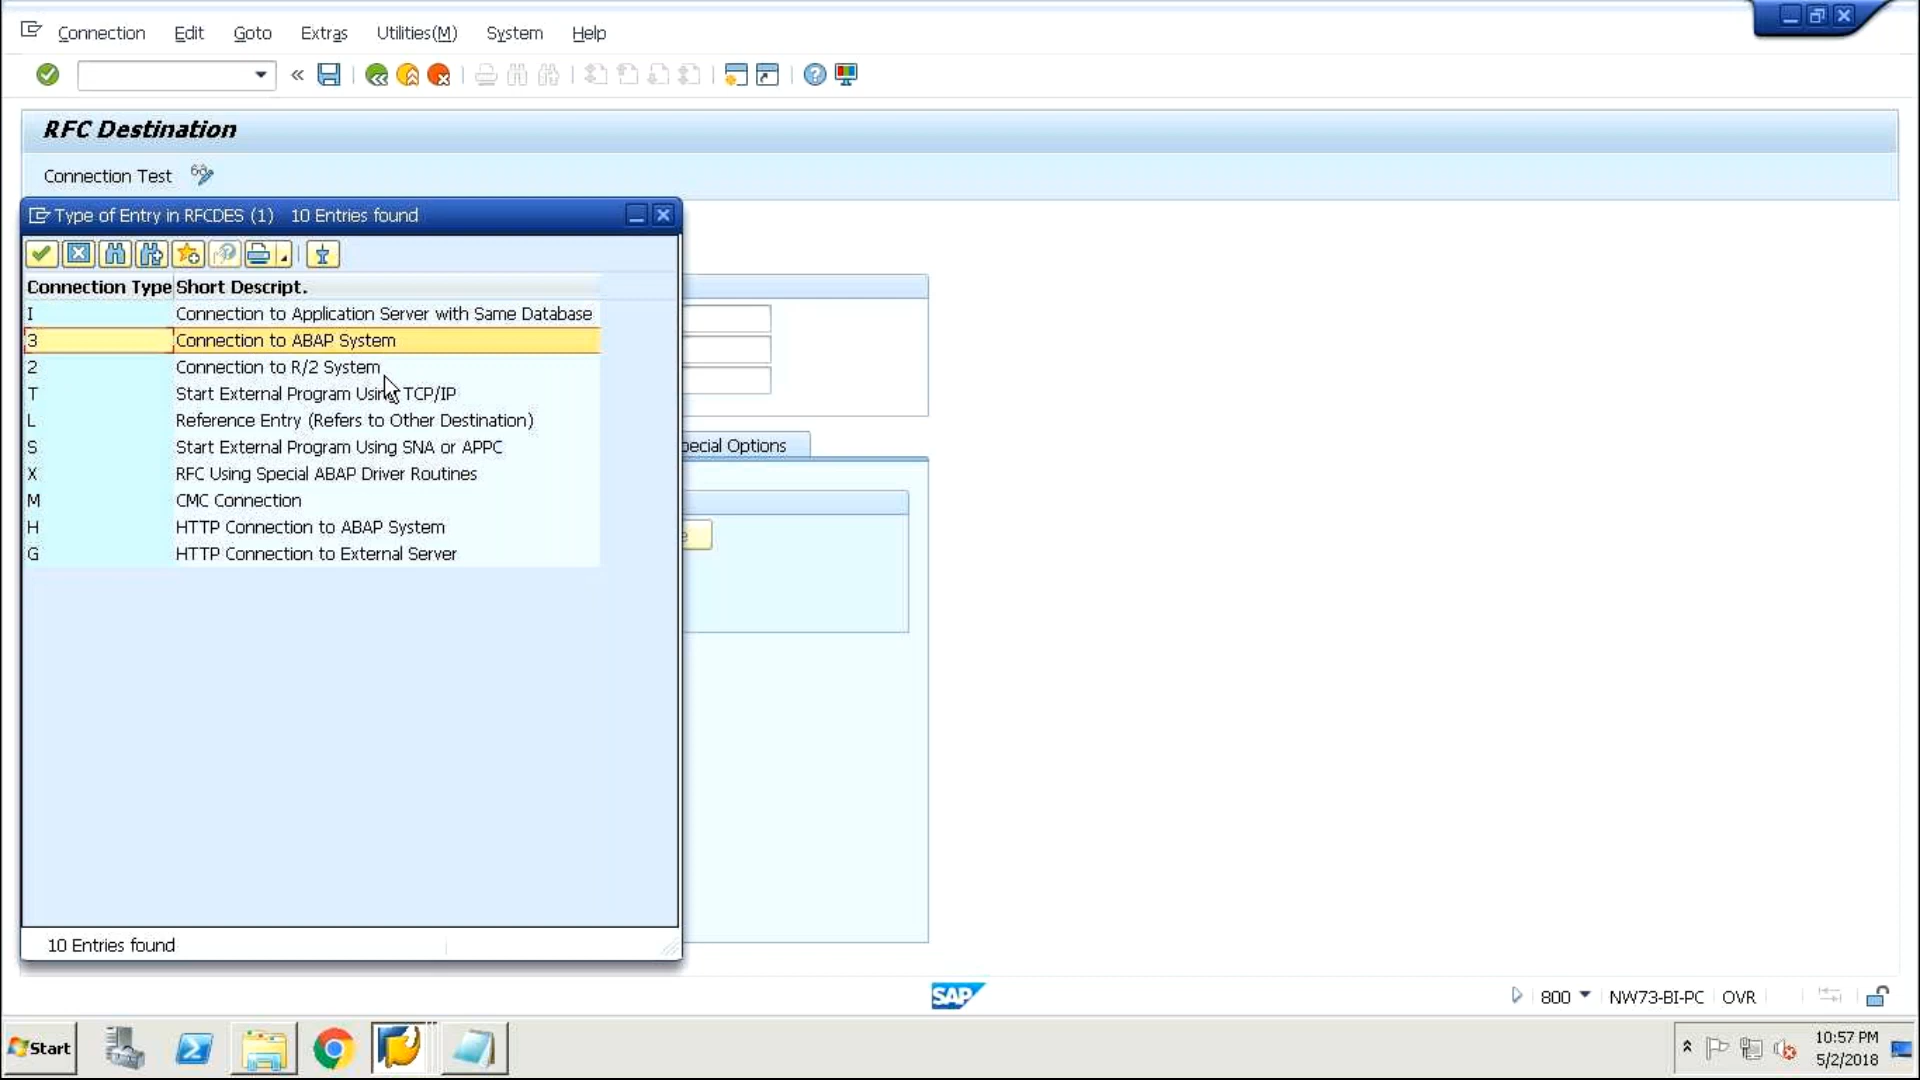 Connection Edit Goto Extras Utilities(M) System Help
RFC Destination
Connection Test
Type of Entry in RFCDES (1) 10 Entries found
Connection Type Short Descript.
I Connection to Application Server with Same Database
3 Connection to ABAP System
2 Connection to R/2 System
T Start External Program Using TCP/IP
L Reference Entry (Refers to Other Destination)
S Start External Program Using SNA or APPC
X RFC Using Special ABAP Driver Routines
M CMC Connection
H HTTP Connection to ABAP System
G HTTP Connection to External Server
pecial Options
e
10 Entries found
SAP 800 NW73-BI-PC OVR
Start
10:57 PM
5/2/2018